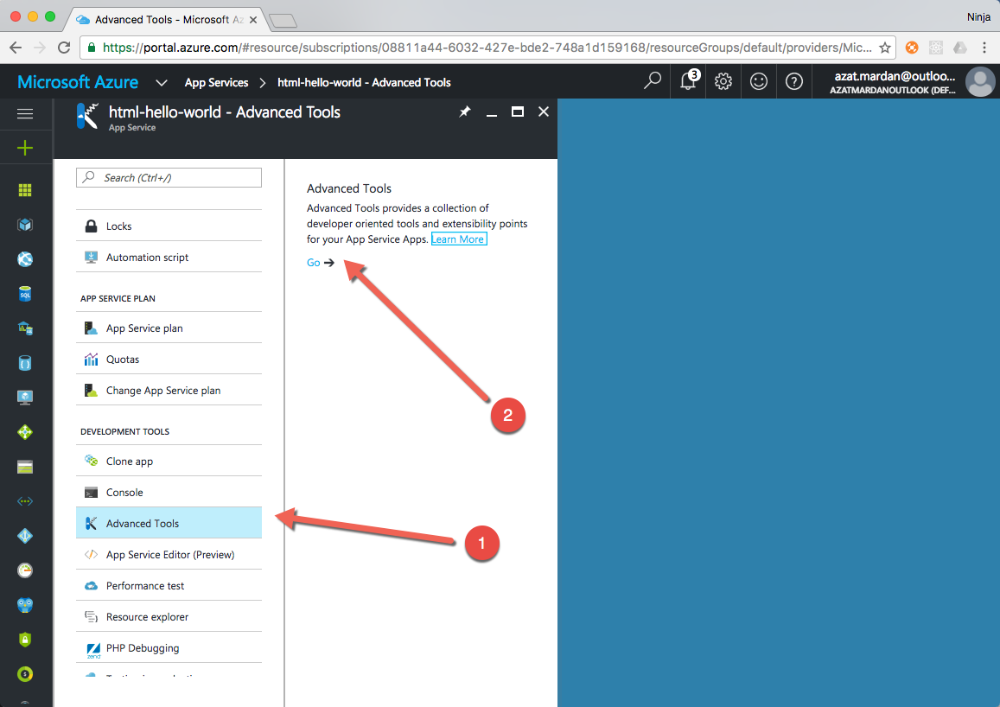 Advanced Tools - Microsoft Az
Ninja
https://portal.azure.com/#resource/subscriptions/08811a44-6032-427e-bde2-748a1d159168/resourceGroups/default/providers/Mic...
Microsoft Azure
App Services
html-hello-world - Advanced Tools
3
azat.mardan@outloo...
AZATMARDANOUTLOOK (DEF...
html-hello-world - Advanced Tools
App Service
Search (Ctrl+/)
Locks
Automation script
APP SERVICE PLAN
App Service plan
Quotas
Change App Service plan
DEVELOPMENT TOOLS
Clone app
Console
Advanced Tools
App Service Editor (Preview)
Performance test
Resource explorer
zend
PHP Debugging
Advanced Tools
Advanced Tools provides a collection of
developer oriented tools and extensibility points
for your App Service Apps. Learn More
Go
2
1
SQL